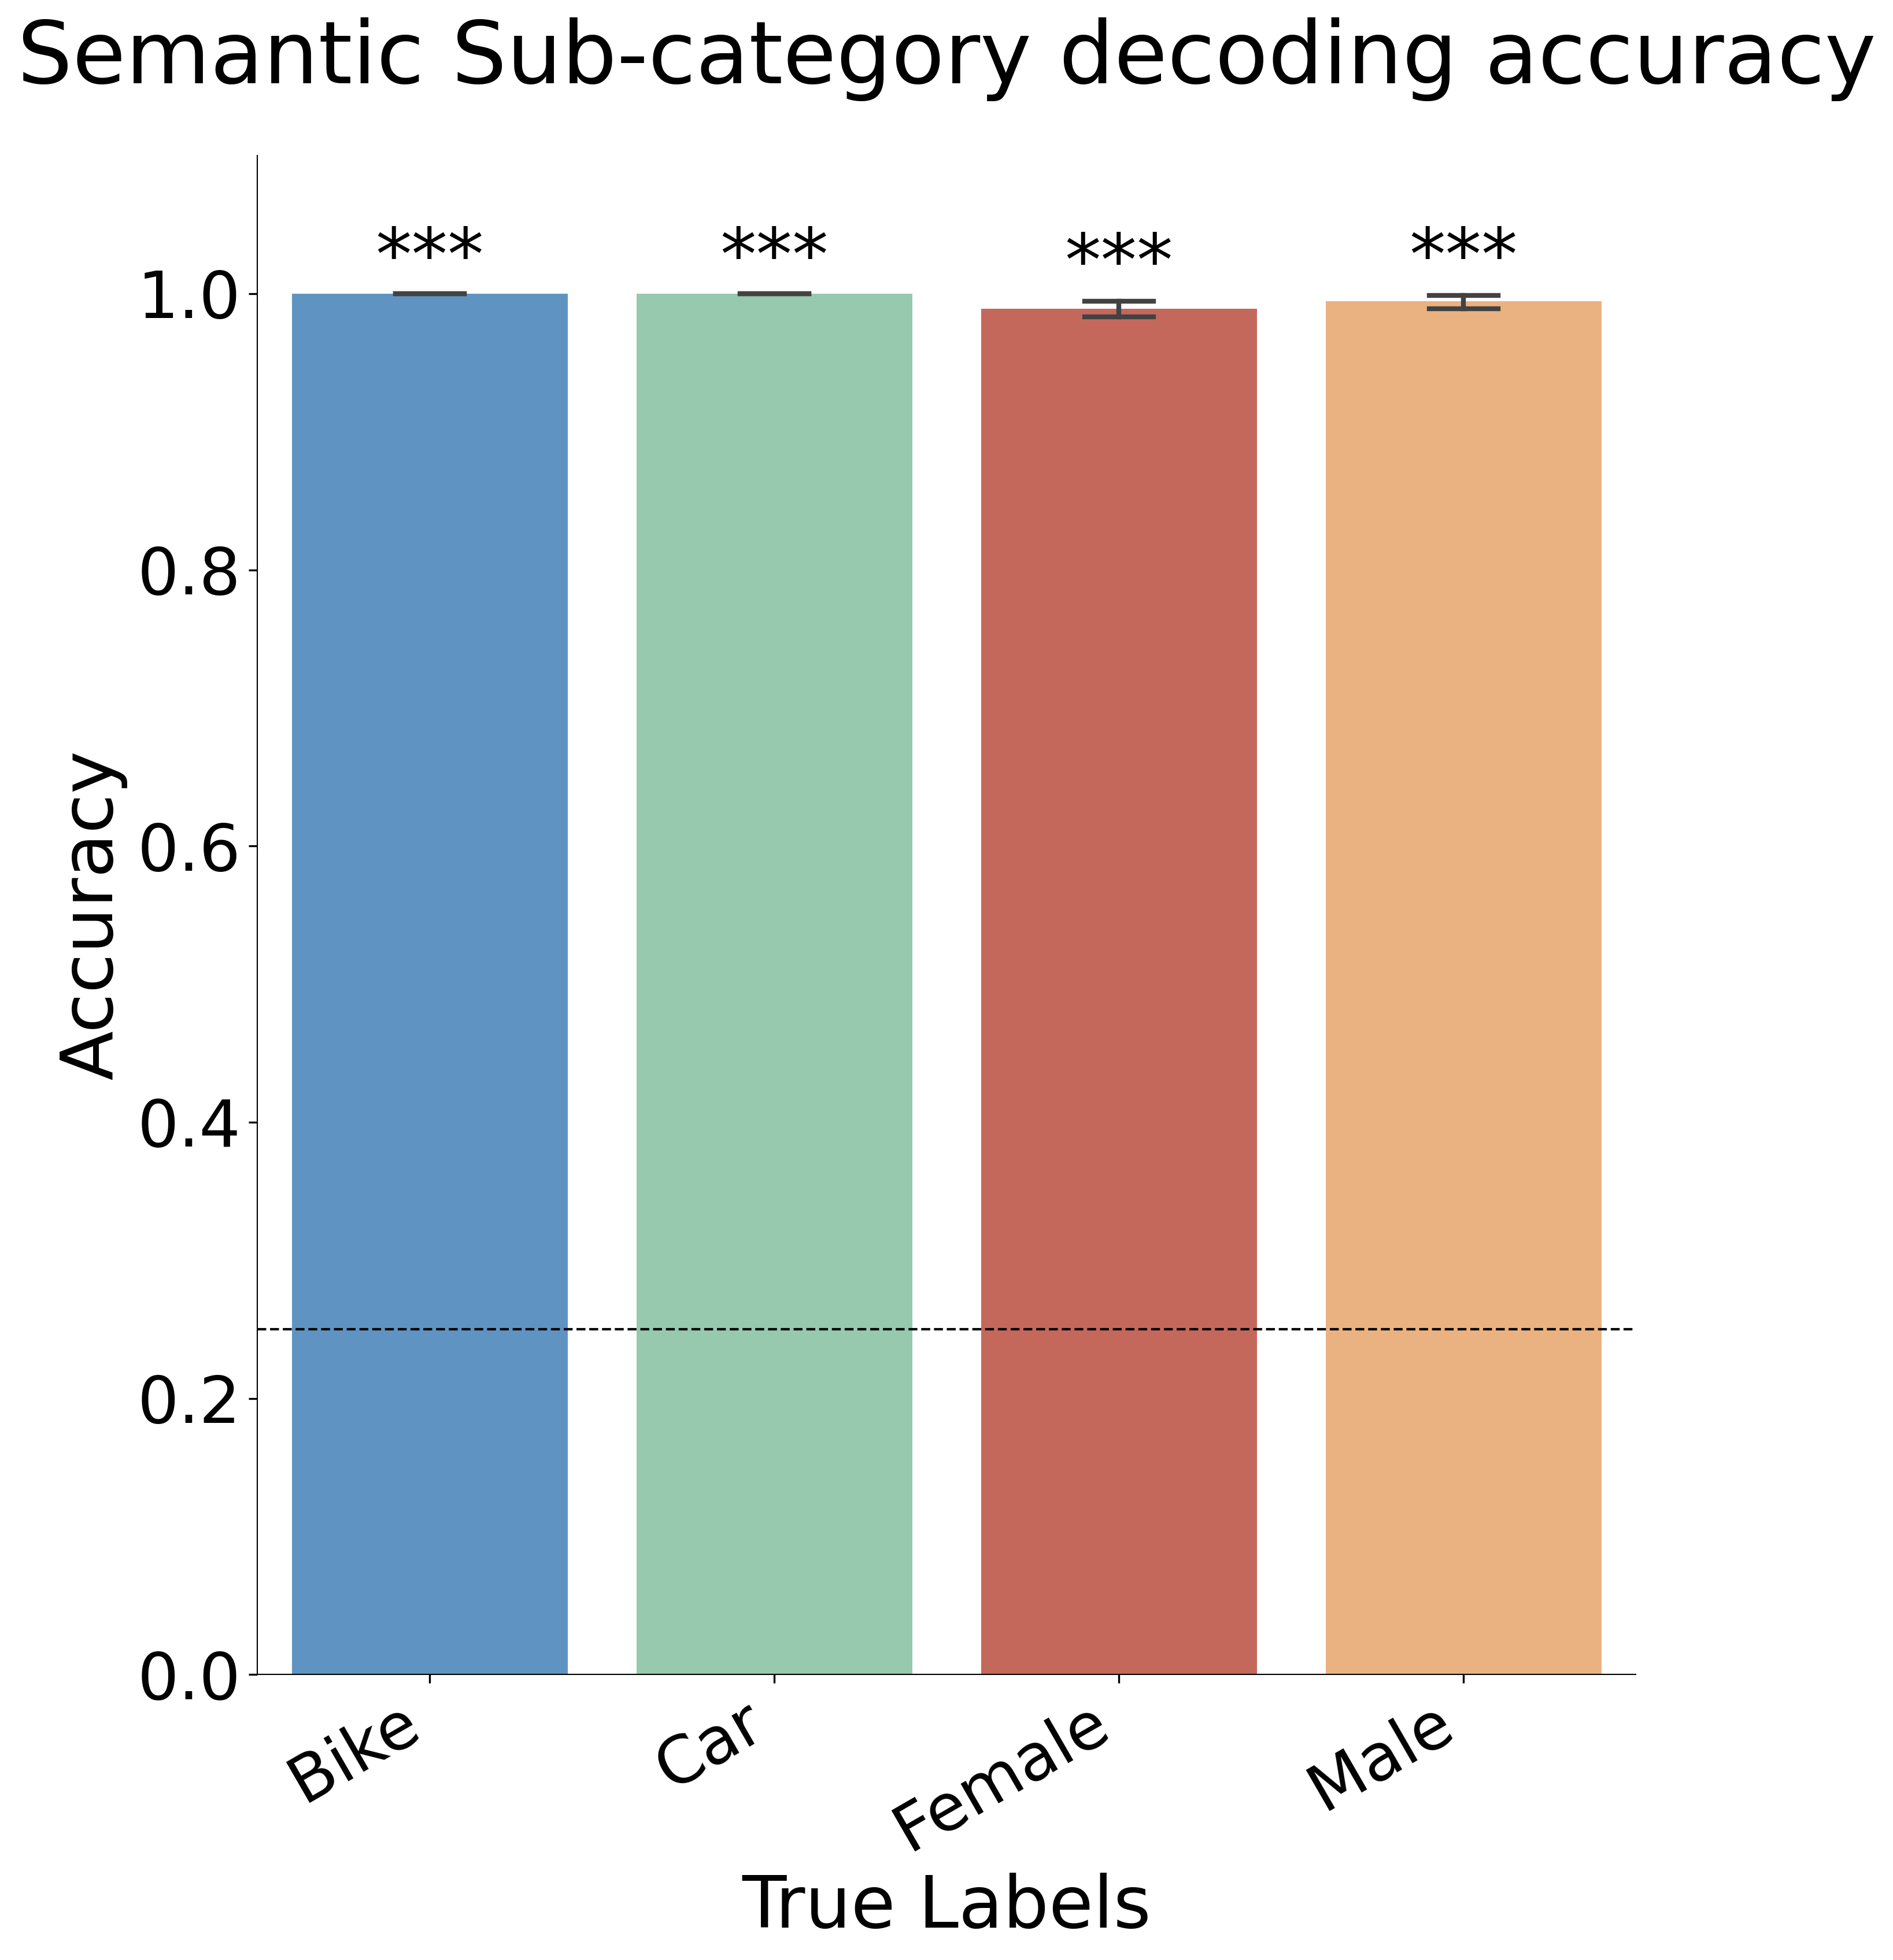 Semantic Sub-category decoding accuracy
***
***
***
***
1.0
0.8
0.6
0.4
0.2
0.0
Accuracy
Bike
Car
Female
Male
True Labels